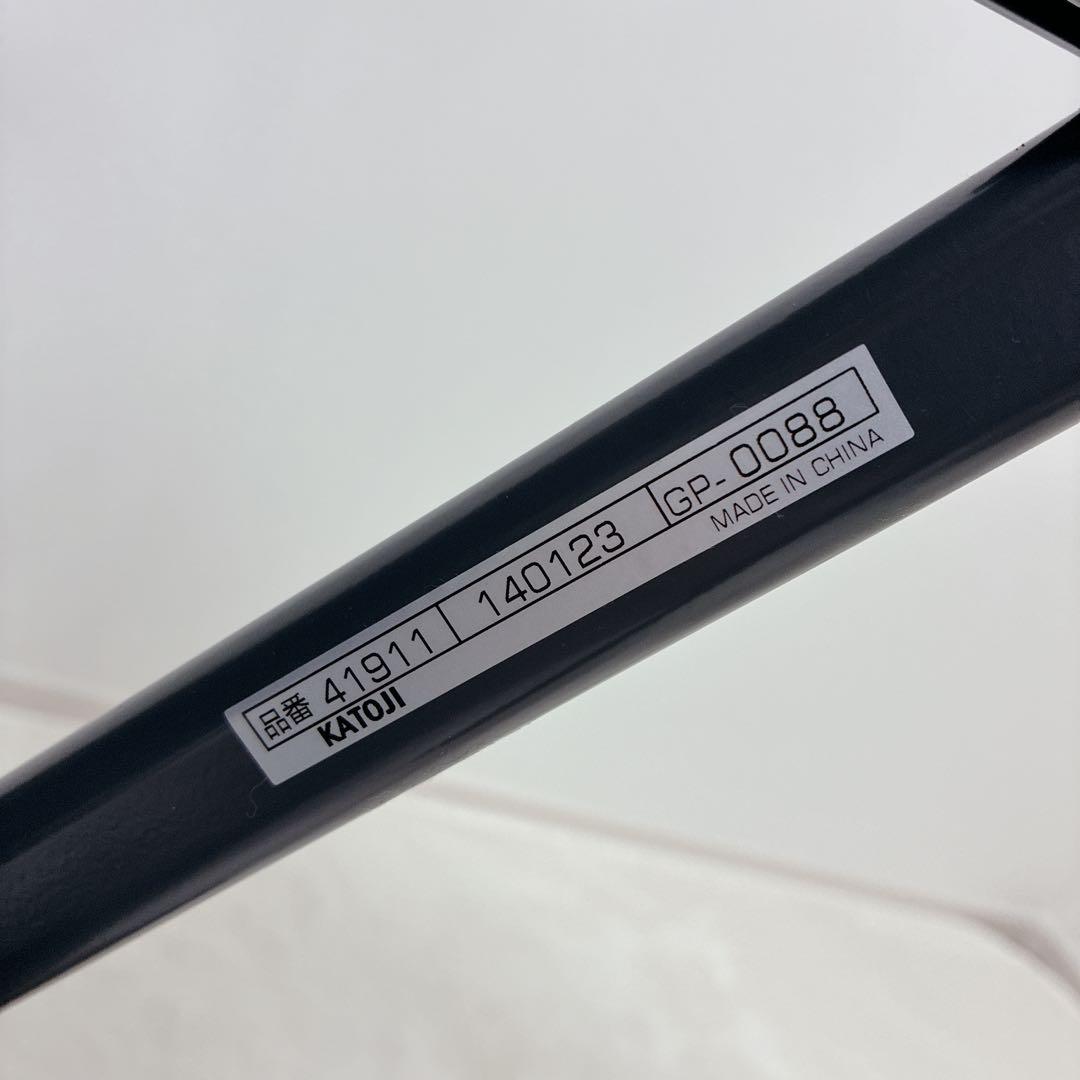 品番 41911 140123 GP-0088
KATOJI MADE IN CHINA